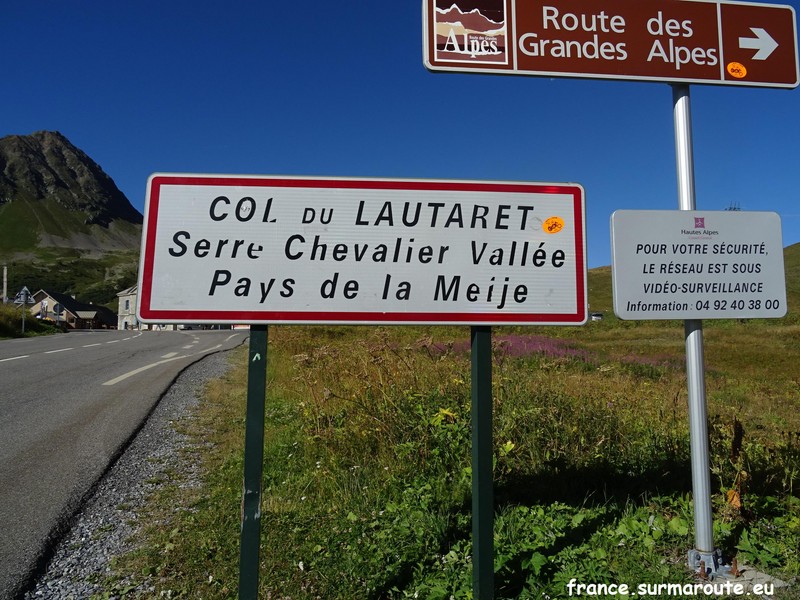 Route des
Grandes Alpes
Alpes
COL DU LAUTARET
Serre Chevalier Vallée
Pays de la Meije
Hautes Alpes
POUR VOTRE SÉCURITÉ,
LE RÉSEAU EST SOUS
VIDÉO-SURVEILLANCE
Information : 04 92 40 38 00
france.surmaroute.eu